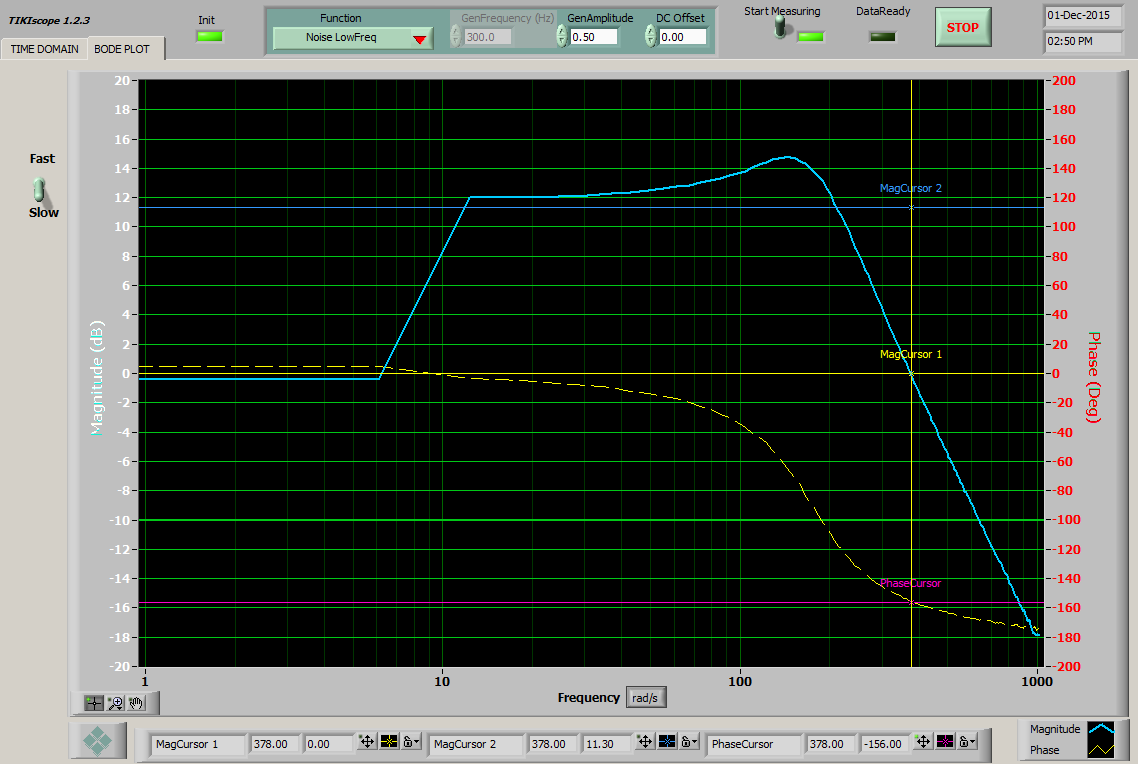 TIKIscope 1.2.3
Init
Function
Noise LowFreq
GenFrequency (Hz)
300.0
GenAmplitude
0.50
DC Offset
0.00
Start Measuring
DataReady
STOP
01-Dec-2015
02:50 PM
TIME DOMAIN
BODE PLOT
Fast
Slow
Magnitude (dB)
20
18
16
14
12
10
8
6
4
2
0
-2
-4
-6
-8
-10
-12
-14
-16
-18
-20
MagCursor 2
MagCursor 1
PhaseCursor
200
180
160
140
120
100
80
60
40
20
0
-20
-40
-60
-80
-100
-120
-140
-160
-180
-200
Phase (Deg)
1
10
100
1000
Frequency rad/s
MagCursor 1 378.00 0.00
MagCursor 2 378.00 11.30
PhaseCursor 378.00 -156.00
Magnitude
Phase